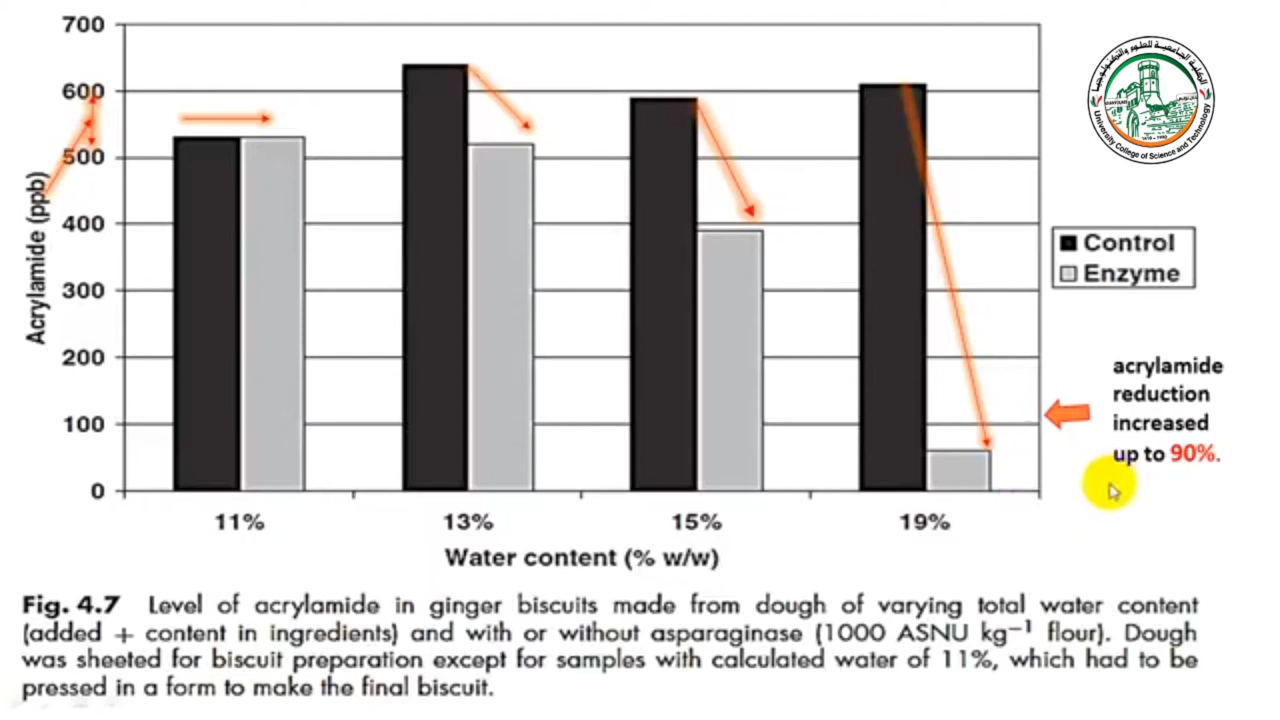 700
600
500
400
300
200
100
0
Acrylamide (ppb)
11%
13%
15%
19%
Water content (% w/w)
Control
Enzyme
acrylamide
reduction
increased
up to 90%.
الكلية الجامعية للعلوم والتكنولوجيا
University College of Science and Technology
Fig. 4.7 Level of acrylamide in ginger biscuits made from dough of varying total water content
(added + content in ingredients) and with or without asparaginase (1000 ASNU kg⁻¹ flour). Dough
was sheeted for biscuit preparation except for samples with calculated water of 11%, which had to be
pressed in a form to make the final biscuit.